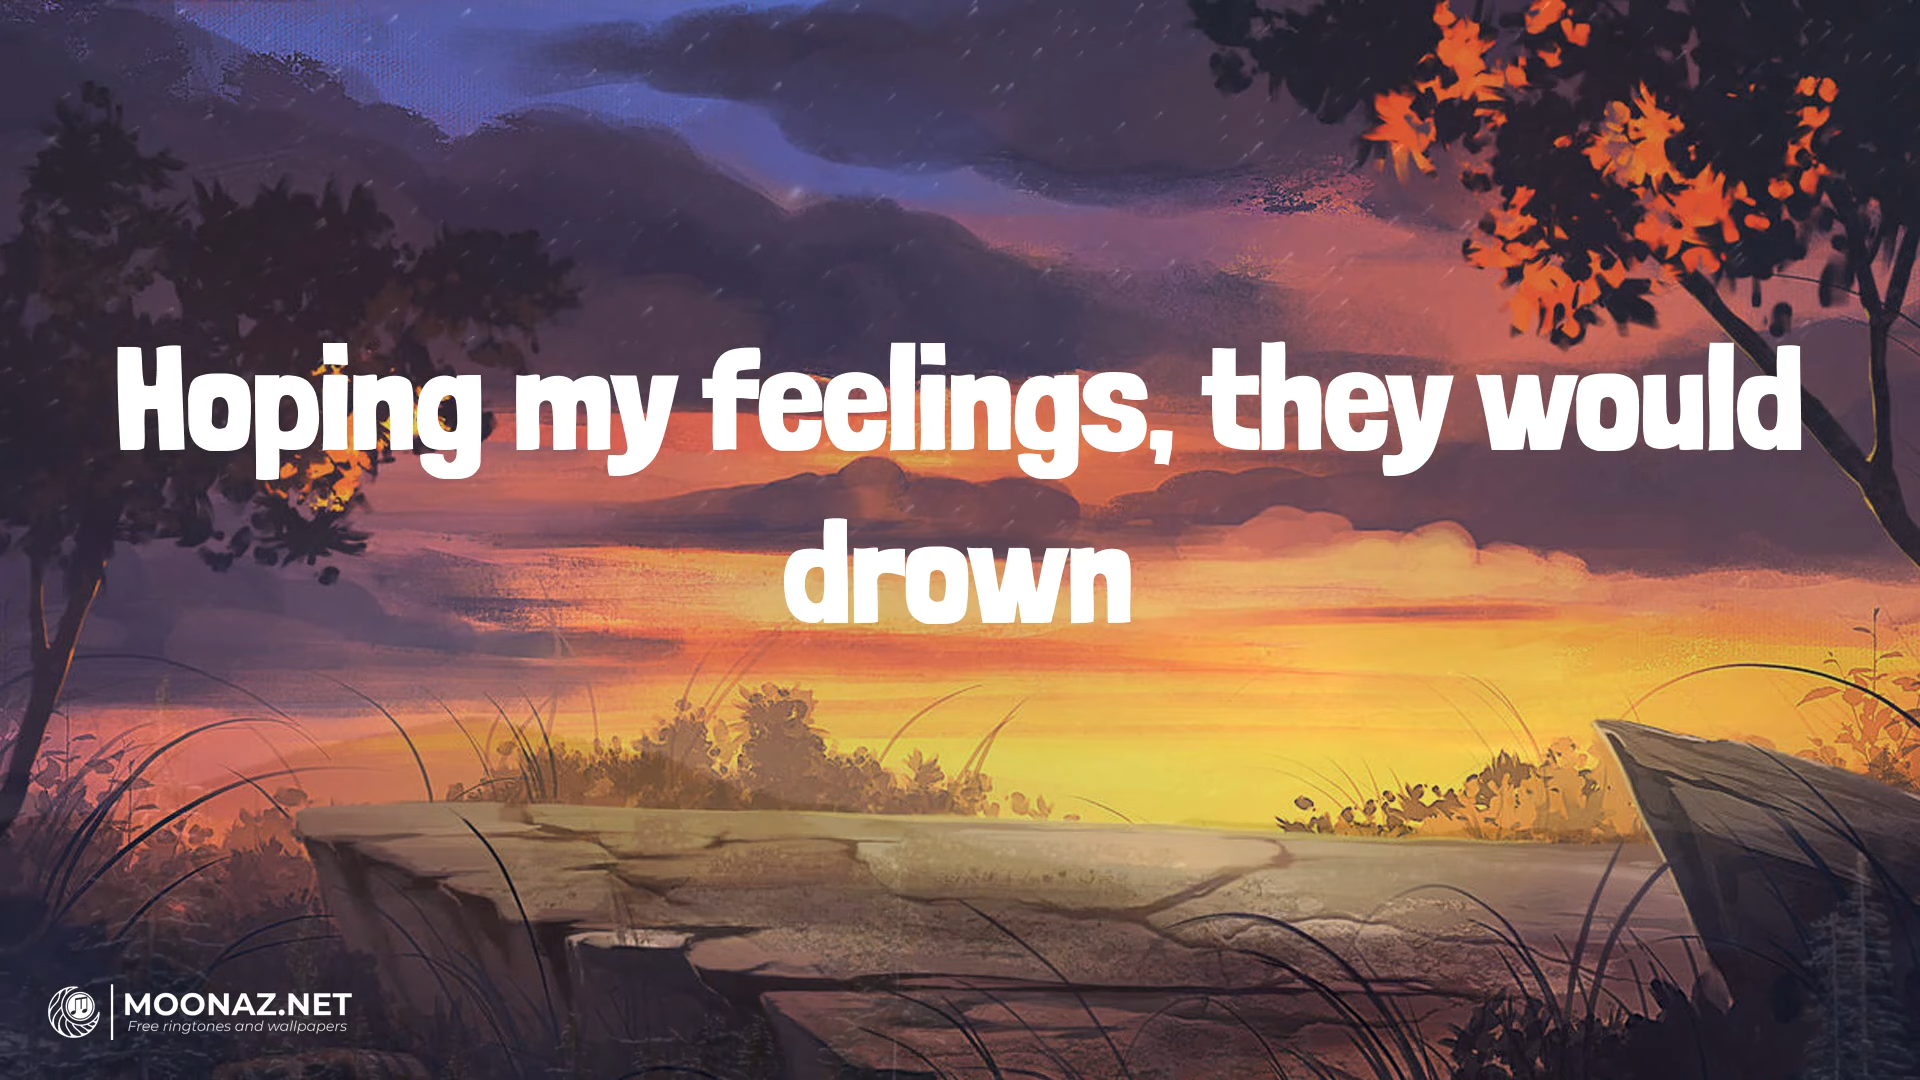 Hoping my feelings, they would
drown
MOONAZ.NET
Free ringtones and wallpapers